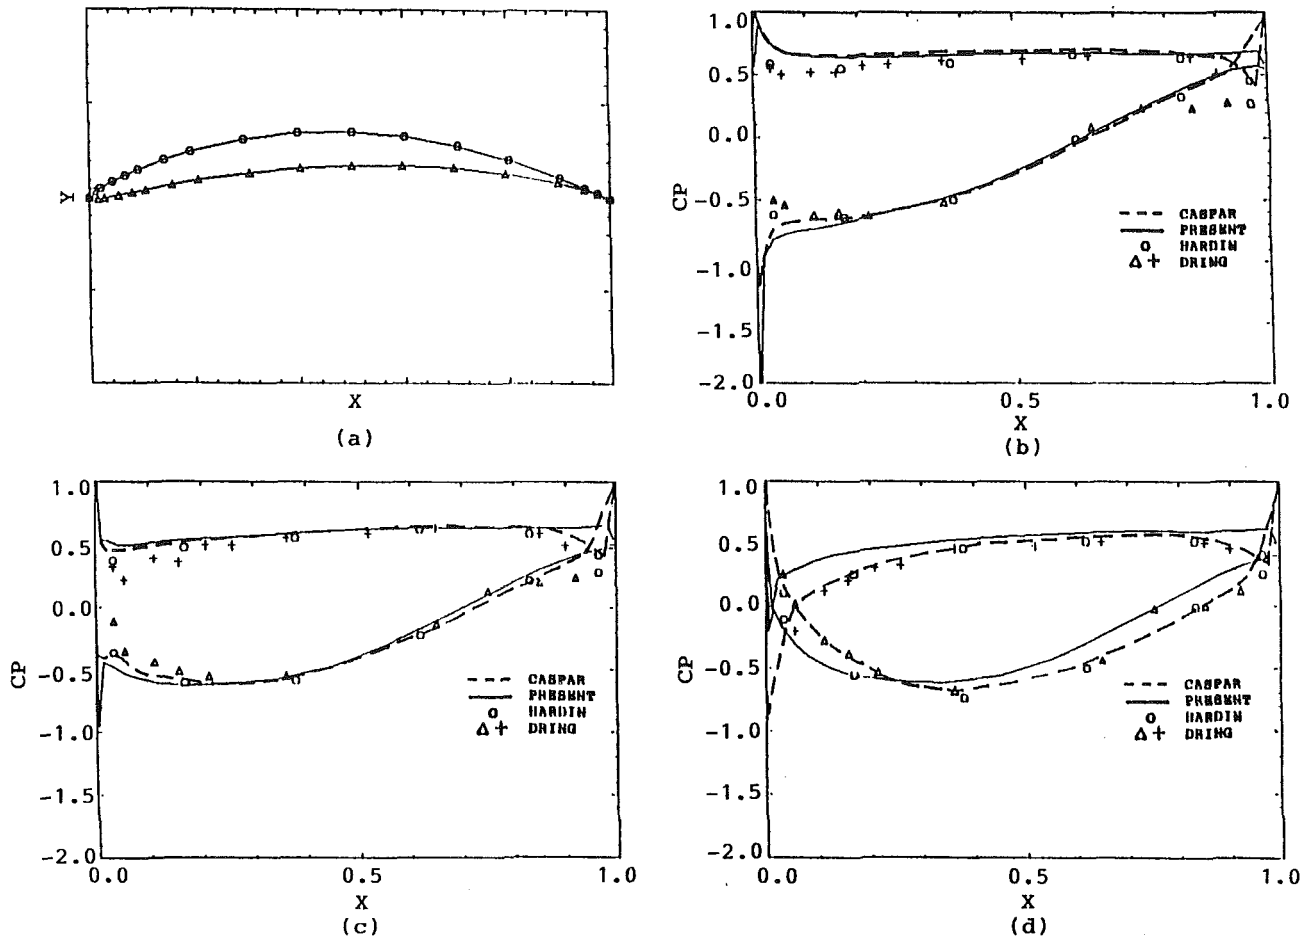 Y
X
(a)
1.0
0.5
0.0
-0.5
-1.0
-1.5
-2.0
CP
0.0
0.5
1.0
X
(b)
CASPAR
PRESENT
HARDIN
DRING
1.0
0.5
0.0
-0.5
-1.0
-1.5
-2.0
CP
0.0
0.5
1.0
X
(c)
CASPAR
PRESENT
HARDIN
DRING
1.0
0.5
0.0
-0.5
-1.0
-1.5
-2.0
CP
0.0
0.5
1.0
X
(d)
CASPAR
PRESENT
HARDIN
DRING